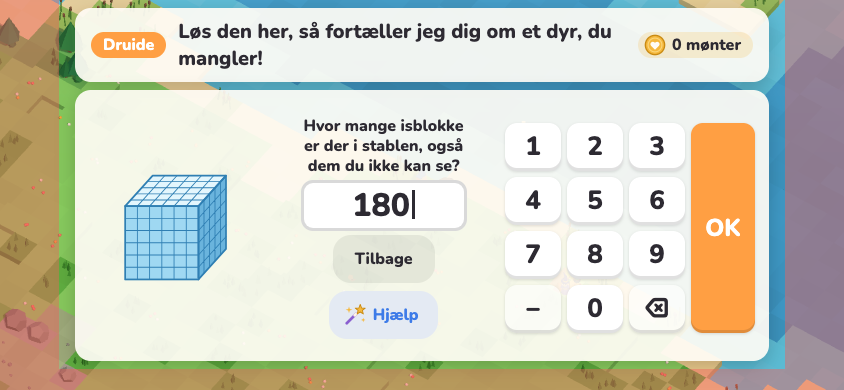 Druide
Løs den her, så fortæller jeg dig om et dyr, du
mangler!
0 mønter
Hvor mange isblokke
er der i stablen, også
dem du ikke kan se?
180
Tilbage
Hjælp
1 2 3
4 5 6
7 8 9
– 0
OK